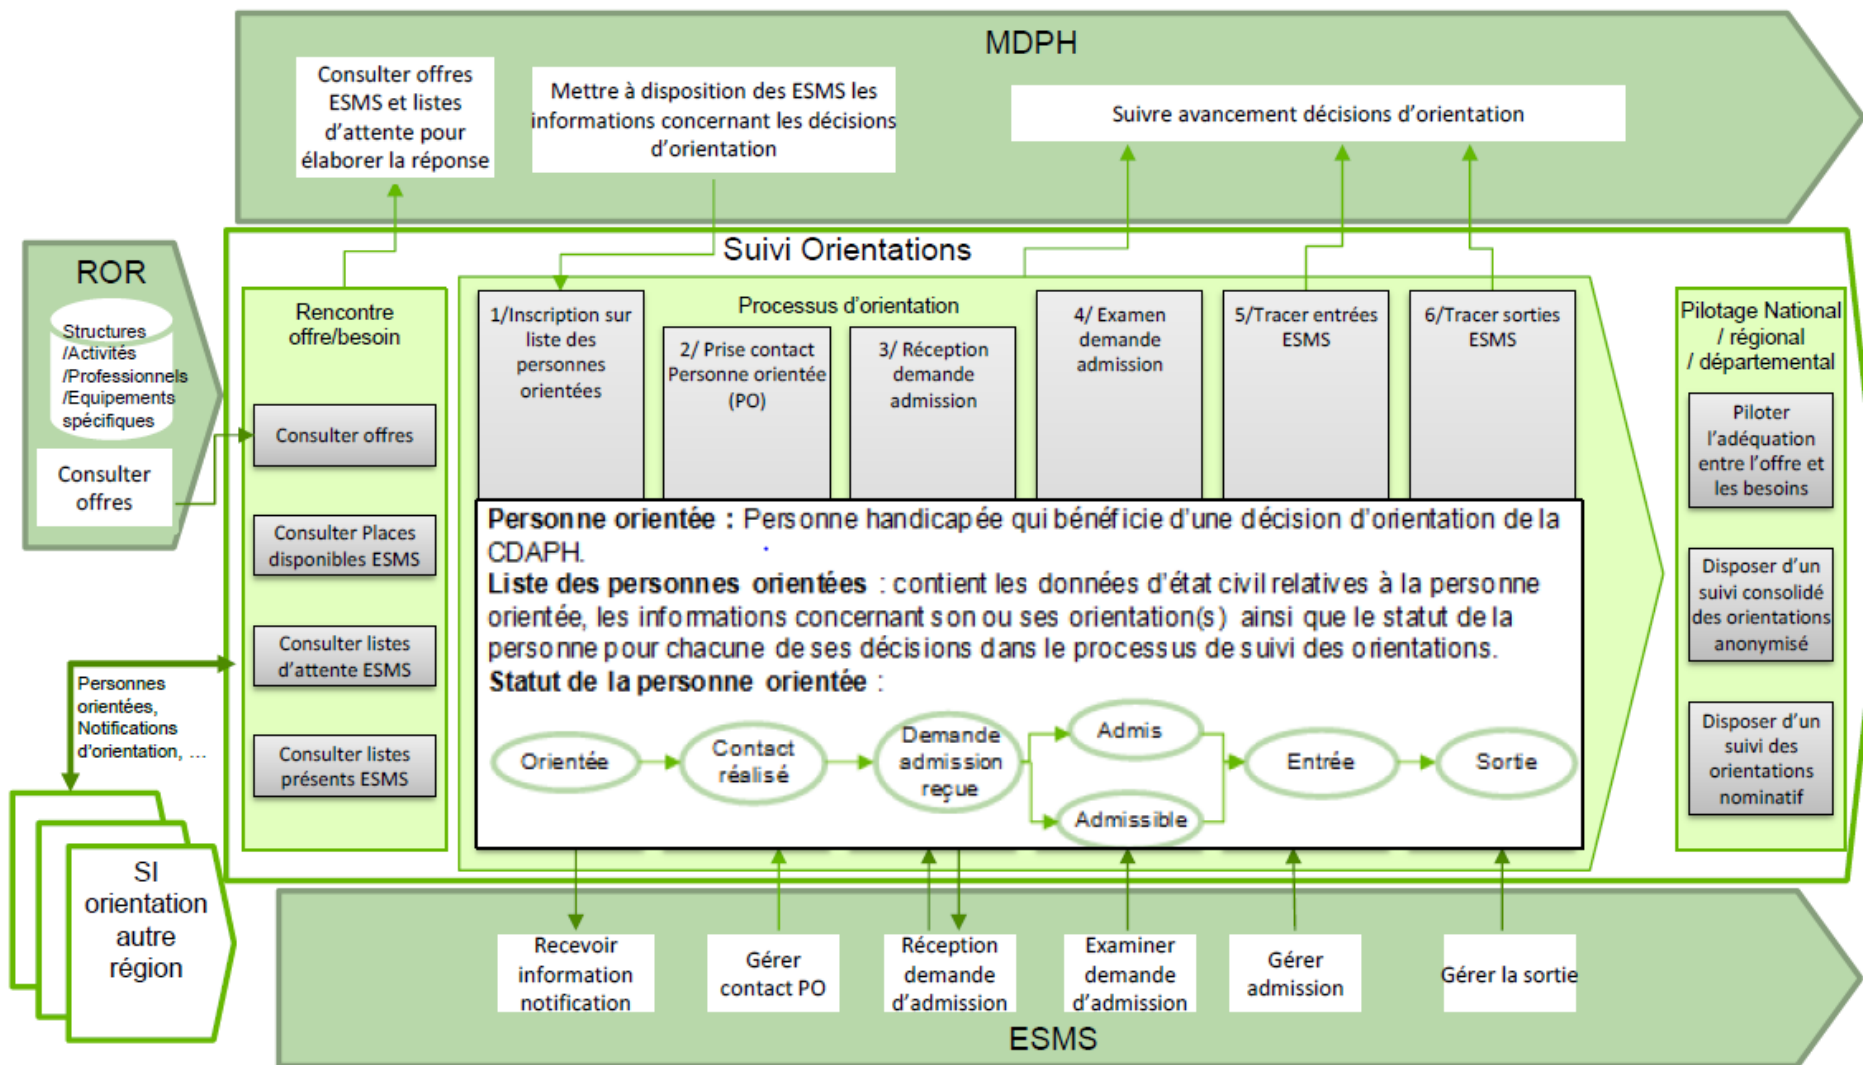 MDPH
Consulter offres
ESMS et listes
d'attente pour
élaborer la réponse
Mettre à disposition des ESMS les
informations concernant les décisions
d'orientation
Suivre avancement décisions d'orientation
ROR
Structures
/Activités
/Professionnels
/Equipements
spécifiques
Consulter
offres
Suivi Orientations
Rencontre
offre/besoin
Consulter offres
Consulter Places
disponibles ESMS
Consulter listes
d'attente ESMS
Consulter listes
présents ESMS
Processus d'orientation
1/Inscription sur
liste des
personnes
orientées
2/ Prise contact
Personne orientée
(PO)
3/ Réception
demande
admission
4/ Examen
demande
admission
5/Tracer entrées
ESMS
6/Tracer sorties
ESMS
Personne orientée : Personne handicapée qui bénéficie d'une décision d'orientation de la
CDAPH.
Liste des personnes orientées : contient les données d'état civil relatives à la personne
orientée, les informations concernant son ou ses orientation(s) ainsi que le statut de la
personne pour chacune de ses décisions dans le processus de suivi des orientations.
Statut de la personne orientée :
Orientée
Contact
réalisé
Demande
admission
reçue
Admis
Admissible
Entrée
Sortie
Pilotage National
/ régional
/ départemental
Piloter
l'adéquation
entre l'offre et
les besoins
Disposer d'un
suivi consolidé
des orientations
anonymisé
Disposer d'un
suivi des
orientations
nominatif
Personnes
orientées,
Notifications
d'orientation, ...
SI
orientation
autre
région
Recevoir
information
notification
Gérer
contact PO
Réception
demande
d'admission
Examiner
demande
d'admission
Gérer
admission
Gérer la sortie
ESMS